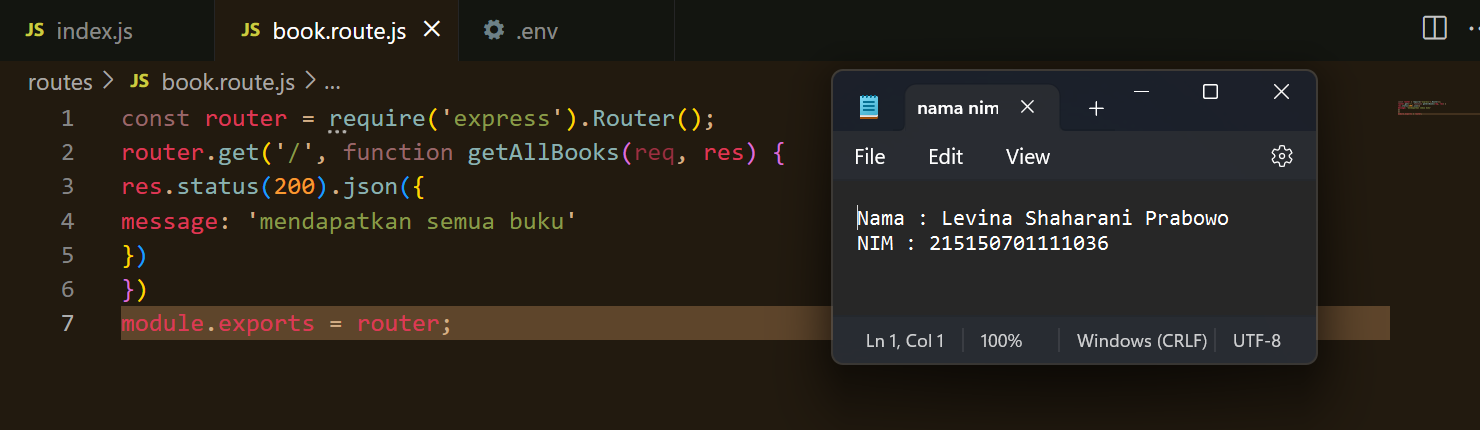 JS index.js
JS book.route.js
.env
routes > JS book.route.js > ...
1 const router = require('express').Router();
2 router.get('/', function getAllBooks(req, res) {
3 res.status(200).json({
4 message: 'mendapatkan semua buku'
5 })
6 })
7 module.exports = router;
nama nim
File Edit View
Nama : Levina Shaharani Prabowo
NIM : 215150701111036
Ln 1, Col 1 100% Windows (CRLF) UTF-8